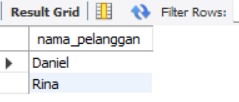 Result Grid Filter Rows:
nama_pelanggan
Daniel
Rina